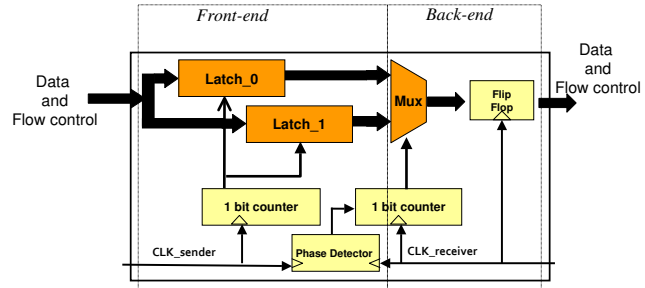 Front-end
Back-end
Data
and
Flow control
Latch_0
Latch_1
Mux
Flip
Flop
Data
and
Flow control
1 bit counter
1 bit counter
Phase Detector
CLK_sender
CLK_receiver